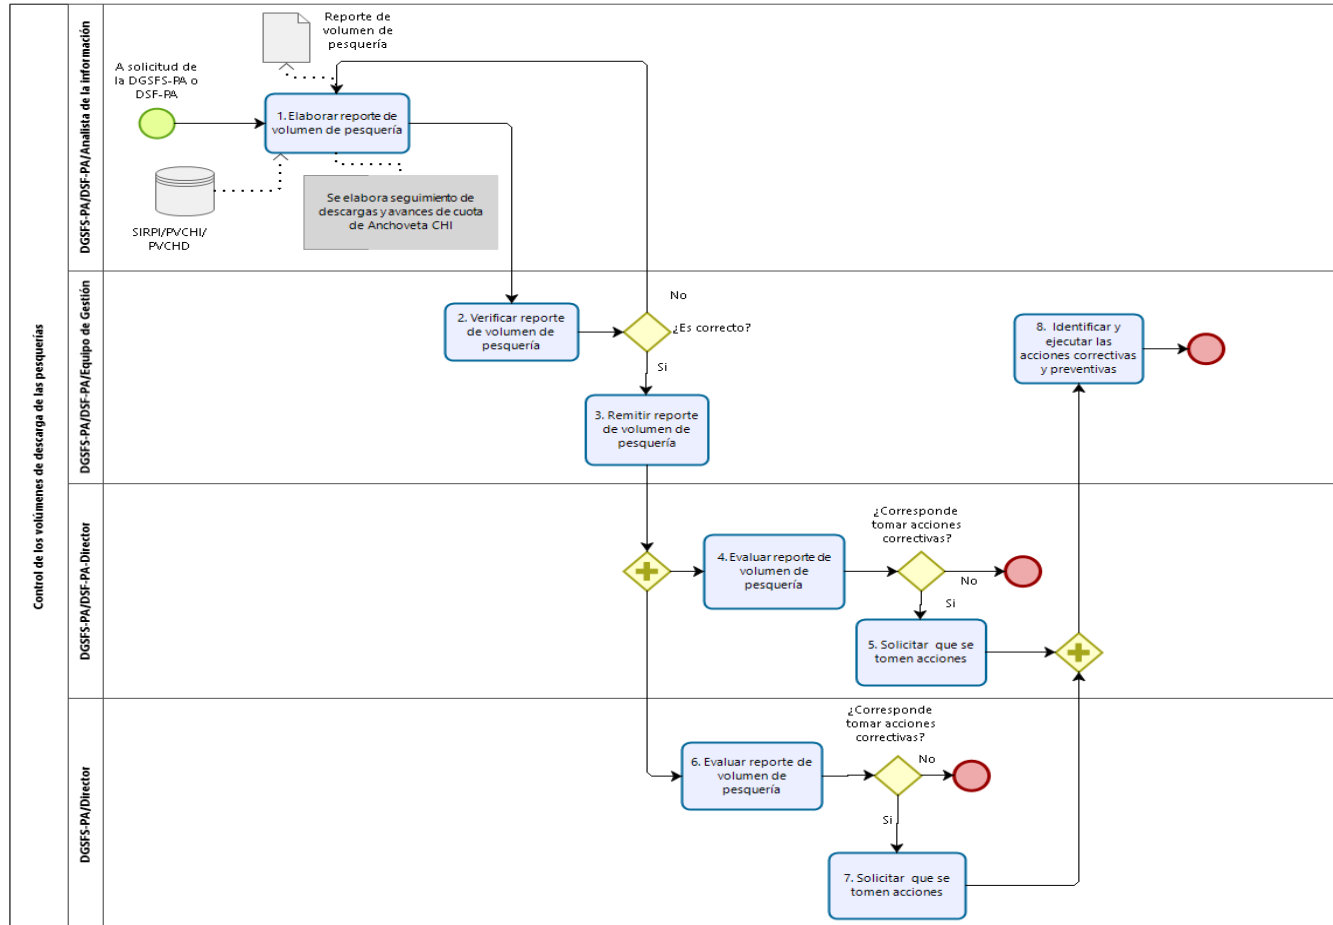 Control de los volúmenes de descarga de las pesquerías
DGSFS-PA/DSF-PA/Analista de la información
A solicitud de
la DGSFS-PA o
DSF-PA
Reporte de
volumen de
pesquería
1. Elaborar reporte de
volumen de pesquería
SIRPI/PVCHI/
PVCHD
Se elabora seguimiento de
descargas y avances de cuota
de Anchoveta CHI
DGSFS-PA/DSF-PA/Equipo de Gestión
2. Verificar reporte
de volumen de
pesquería
No
¿Es correcto?
Si
3. Remitir reporte
de volumen de
pesquería
8. Identificar y
ejecutar las
acciones correctivas
y preventivas
DGSFS-PA/DSF-PA-Director
4. Evaluar reporte de
volumen de
pesquería
¿Corresponde
tomar acciones
correctivas?
No
Si
5. Solicitar que se
tomen acciones
DGSFS-PA/Director
6. Evaluar reporte de
volumen de
pesquería
¿Corresponde
tomar acciones
correctivas?
No
Si
7. Solicitar que se
tomen acciones